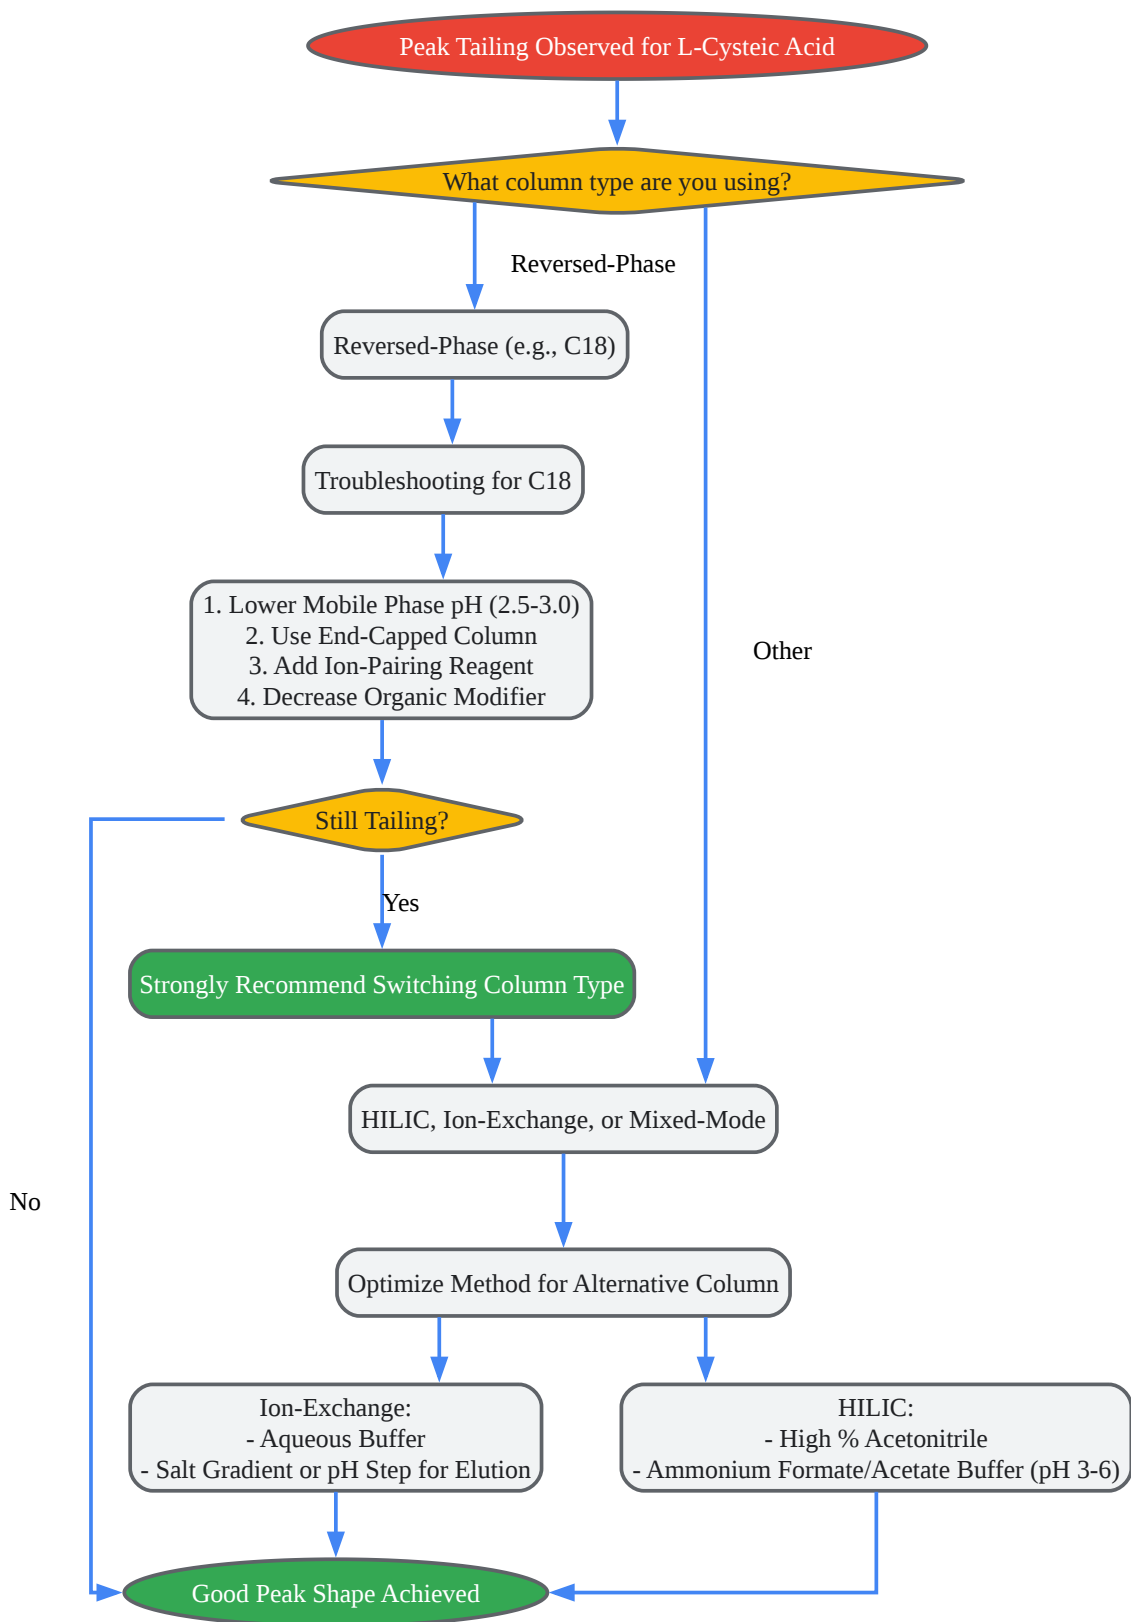 Peak Tailing Observed for L-Cysteic Acid
What column type are you using?
Reversed-Phase
Reversed-Phase (e.g., C18)
Troubleshooting for C18
1. Lower Mobile Phase pH (2.5-3.0)
2. Use End-Capped Column
3. Add Ion-Pairing Reagent
4. Decrease Organic Modifier
Other
Still Tailing?
Yes
Strongly Recommend Switching Column Type
HILIC, Ion-Exchange, or Mixed-Mode
No
Optimize Method for Alternative Column
Ion-Exchange:
- Aqueous Buffer
- Salt Gradient or pH Step for Elution
HILIC:
- High % Acetonitrile
- Ammonium Formate/Acetate Buffer (pH 3-6)
Good Peak Shape Achieved